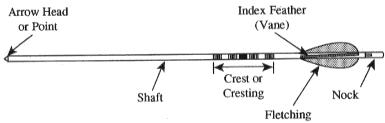 Arrow Head
or Point
Index Feather
(Vane)
Shaft
Crest or
Cresting
Fletching
Nock